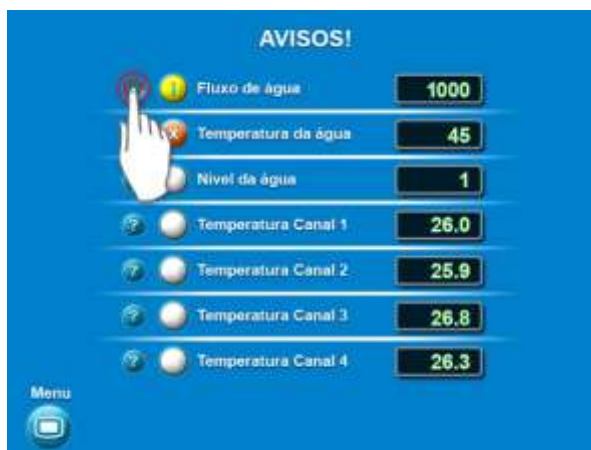 AVISOS!
Fluxo de água 1000
Temperatura da água 45
Nível da água 1
? Temperatura Canal 1 26.0
? Temperatura Canal 2 25.9
? Temperatura Canal 3 26.8
? Temperatura Canal 4 26.3
Menu